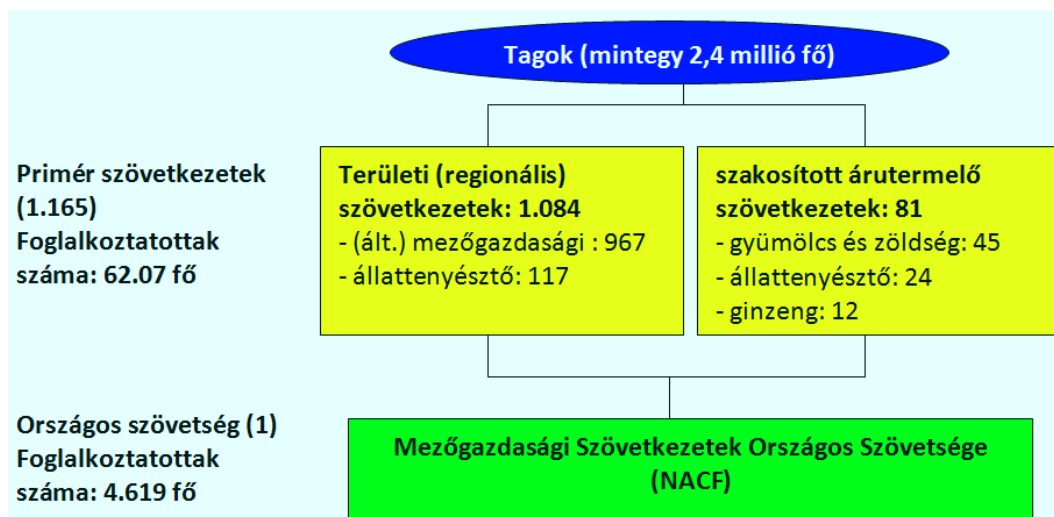 Tagok (mintegy 2,4 millió fő)
Primér szövetkezetek
(1.165)
Foglalkoztatottak
száma: 62.07 fő
Területi (regionális)
szövetkezetek: 1.084
- (ált.) mezőgazdasági : 967
- állattenyésztő: 117
szakosított árutermelő
szövetkezetek: 81
- gyümölcs és zöldség: 45
- állattenyésztő: 24
- ginzeng: 12
Országos szövetség (1)
Foglalkoztatottak
száma: 4.619 fő
Mezőgazdasági Szövetkezetek Országos Szövetsége
(NACF)